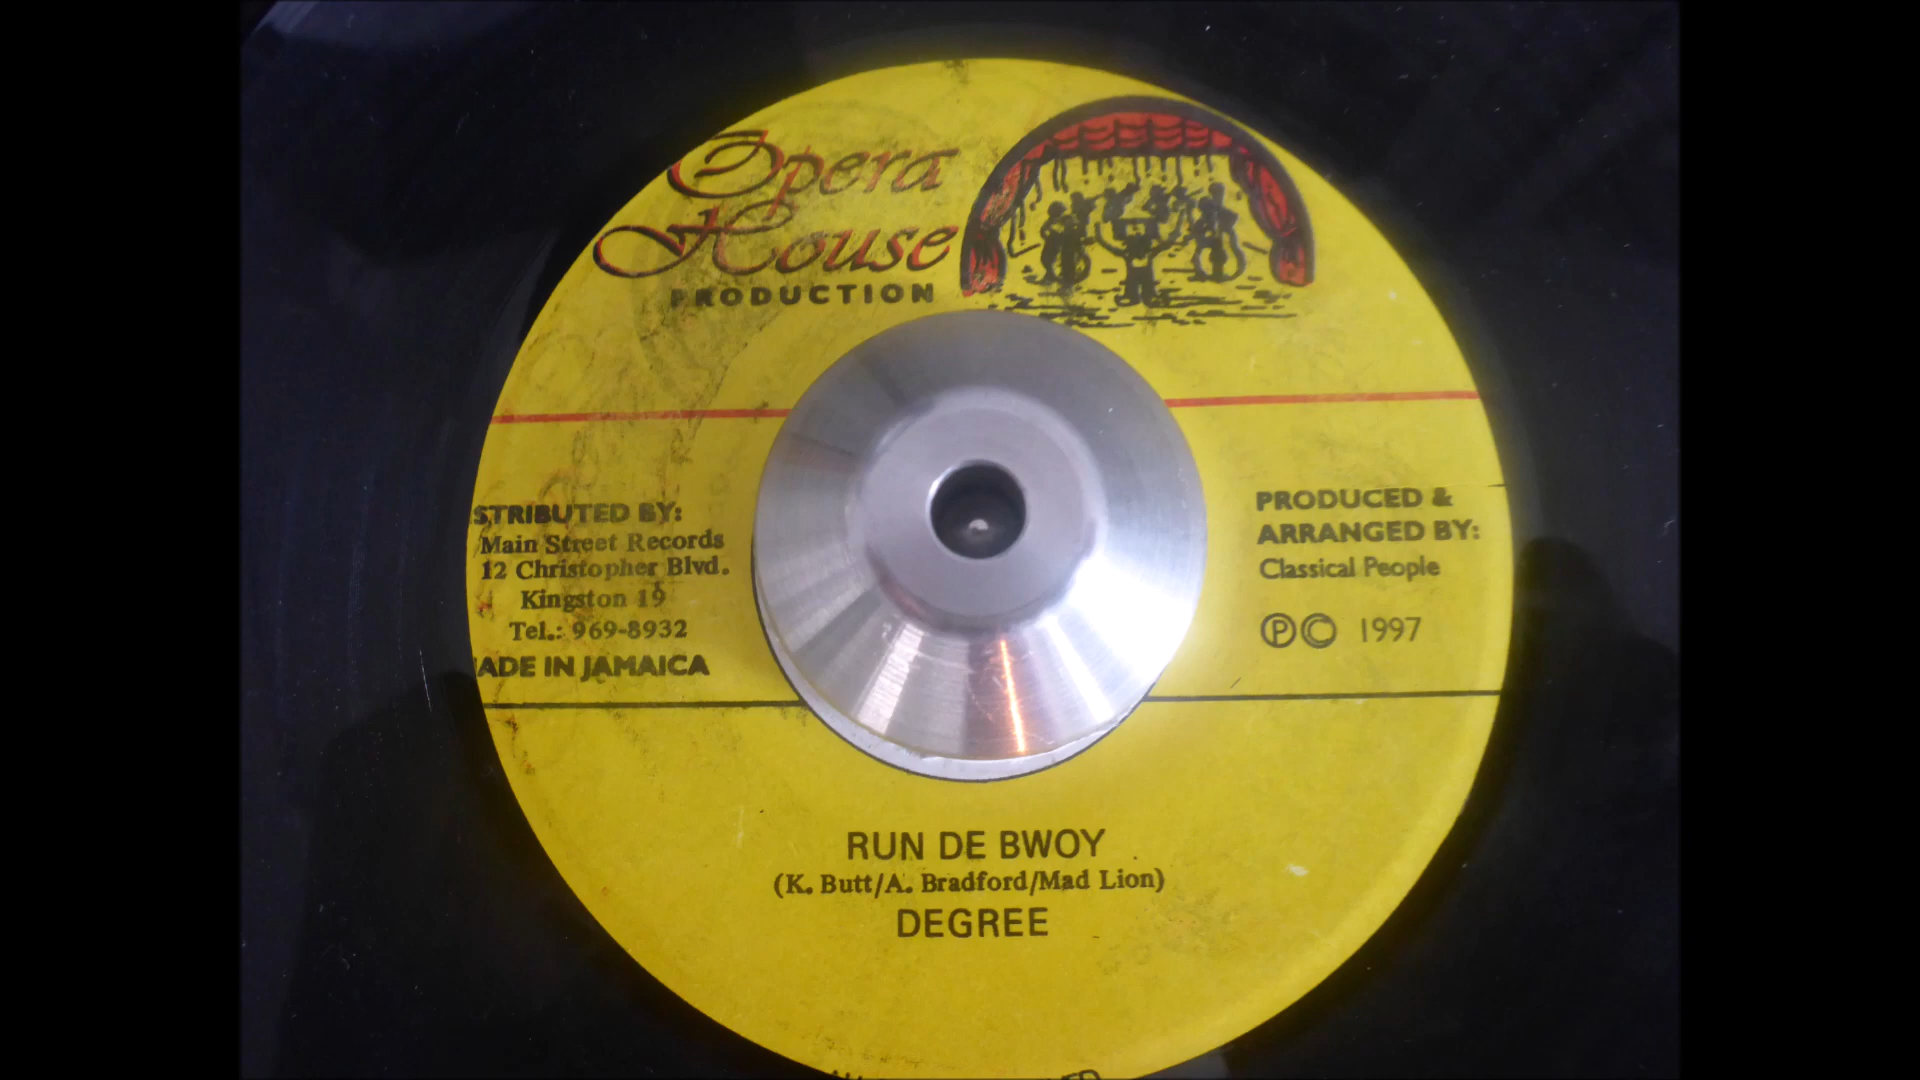 Opera
House
PRODUCTION
STRIBUTED BY:
Main Street Records
12 Christopher Blvd.
Kingston 19
Tel.: 969-8932
ADE IN JAMAICA
PRODUCED &
ARRANGED BY:
Classical People
Ⓟ© 1997
RUN DE BWOY
(K. Butt/A. Bradford/Mad Lion)
DEGREE